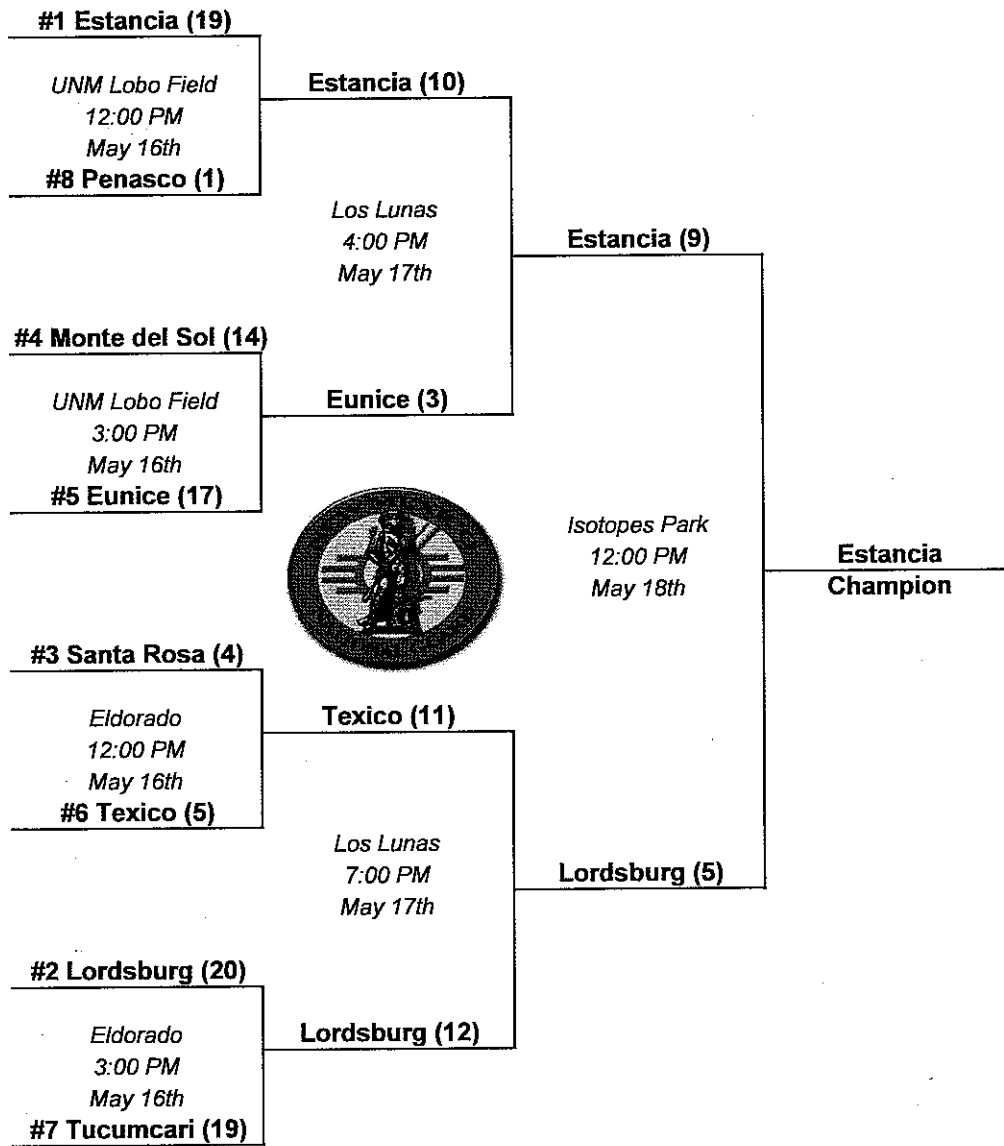 #1 Estancia (19)
UNM Lobo Field
12:00 PM
May 16th
#8 Penasco (1)
Estancia (10)
Los Lunas
4:00 PM
May 17th
#4 Monte del Sol (14)
UNM Lobo Field
3:00 PM
May 16th
#5 Eunice (17)
Eunice (3)
Estancia (9)
Isotopes Park
12:00 PM
May 18th
Estancia
Champion
#3 Santa Rosa (4)
Eldorado
12:00 PM
May 16th
#6 Texico (5)
Texico (11)
Los Lunas
7:00 PM
May 17th
Lordsburg (5)
#2 Lordsburg (20)
Eldorado
3:00 PM
May 16th
#7 Tucumcari (19)
Lordsburg (12)